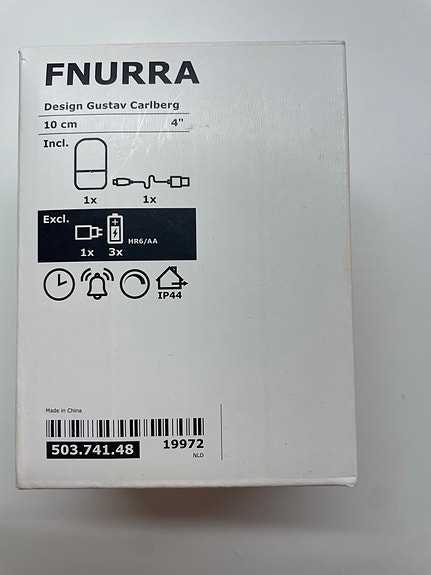 FNURRA
Design Gustav Carlberg
10 cm 4"
Incl.
1x 1x
Excl.
HR6/AA
1x 3x
IP44
Made in China
503.741.48 19972
NLD